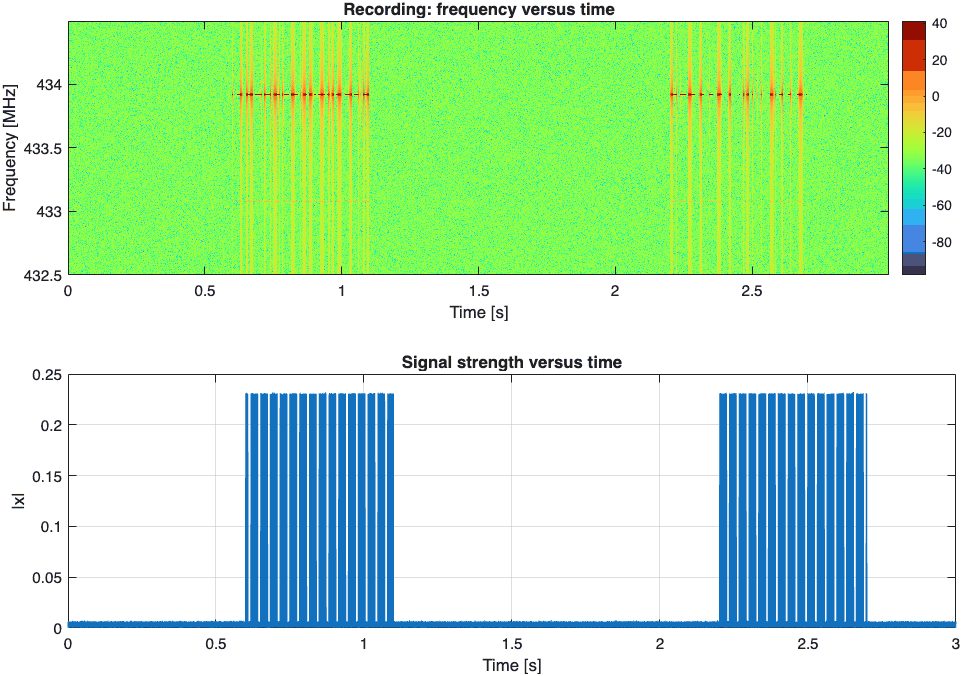 Recording: frequency versus time
Frequency [MHz]
434
433.5
433
432.5
0 0.5 1 1.5 2 2.5
Time [s]
40
20
0
-20
-40
-60
-80
Signal strength versus time
|x|
0.25
0.2
0.15
0.1
0.05
0
0 0.5 1 1.5 2 2.5 3
Time [s]